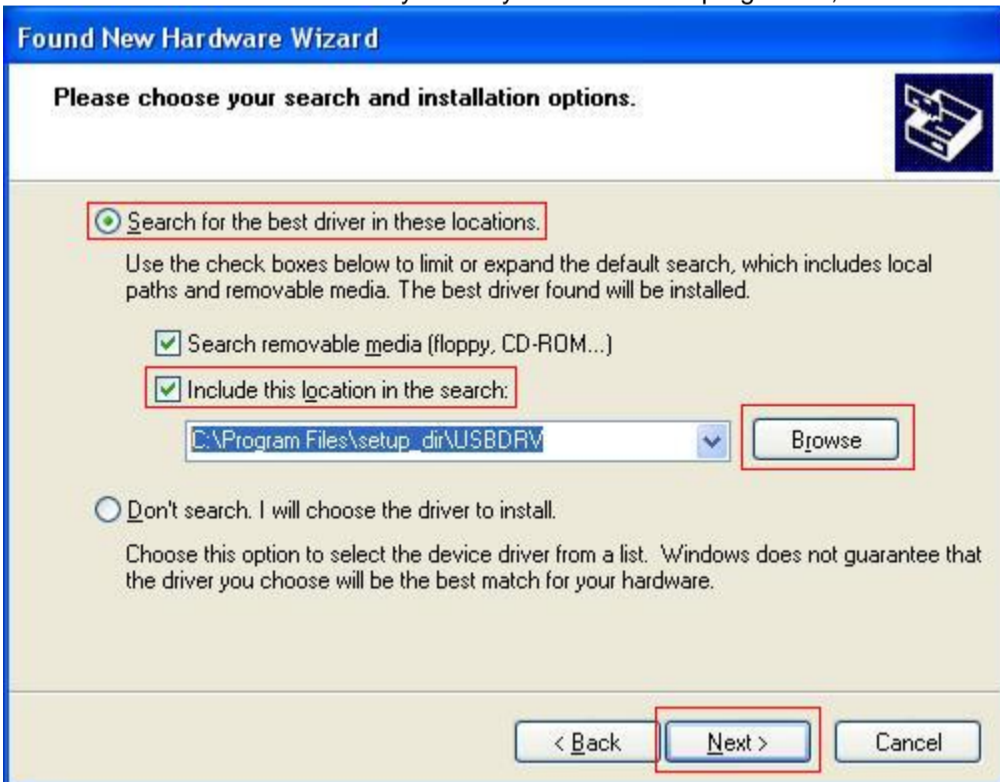 Found New Hardware Wizard
Please choose your search and installation options.
Search for the best driver in these locations.
Use the check boxes below to limit or expand the default search, which includes local
paths and removable media. The best driver found will be installed.
Search removable media (floppy, CD-ROM...)
Include this location in the search:
C:\Program Files\setup_dir\USBDRV
Browse
Don't search. I will choose the driver to install.
Choose this option to select the device driver from a list. Windows does not guarantee that
the driver you choose will be the best match for your hardware.
< Back
Next >
Cancel